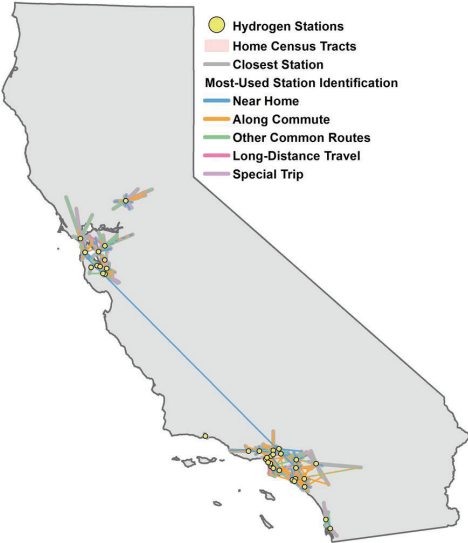 Hydrogen Stations
Home Census Tracts
Closest Station
Most-Used Station Identification
Near Home
Along Commute
Other Common Routes
Long-Distance Travel
Special Trip